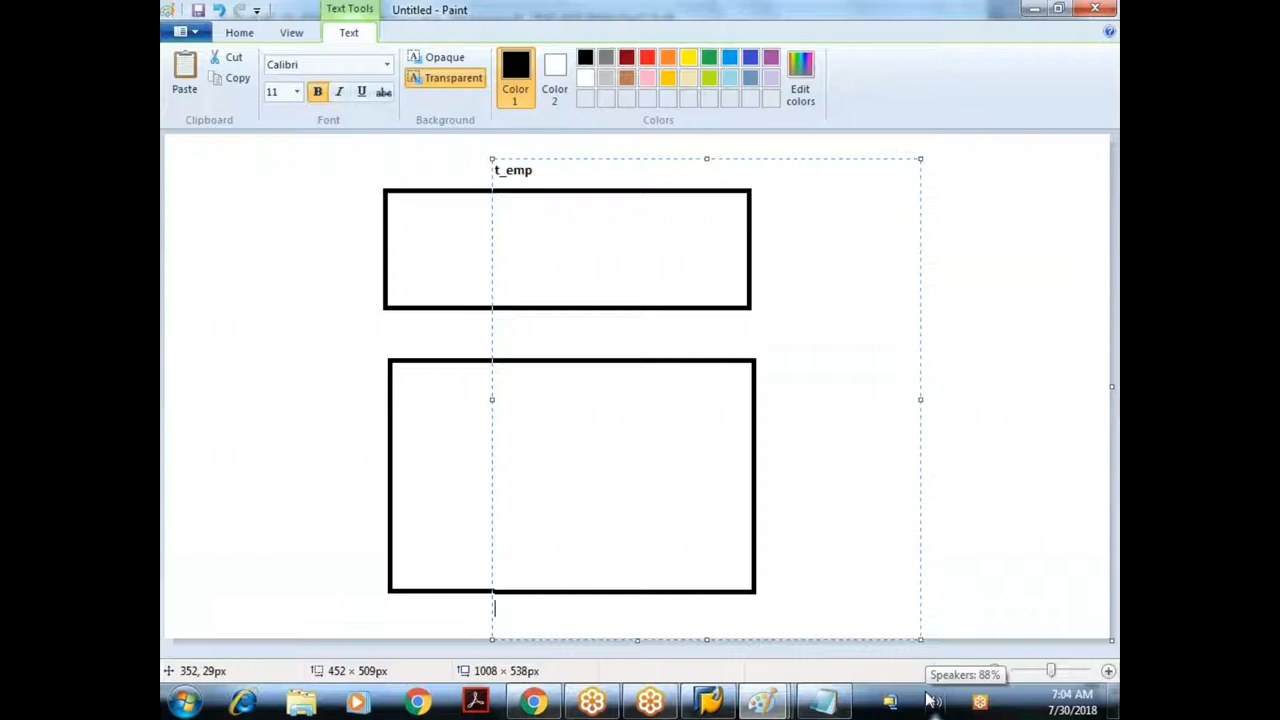 Text Tools
Untitled - Paint
Home
View
Text
Paste
Cut
Copy
Clipboard
Calibri
11
B
I
U
abc
Font
Opaque
Transparent
Background
Color
1
Color
2
Edit
colors
Colors
t_emp
352, 29px
452 × 509px
1008 × 538px
Speakers: 88%
7:04 AM
7/30/2018